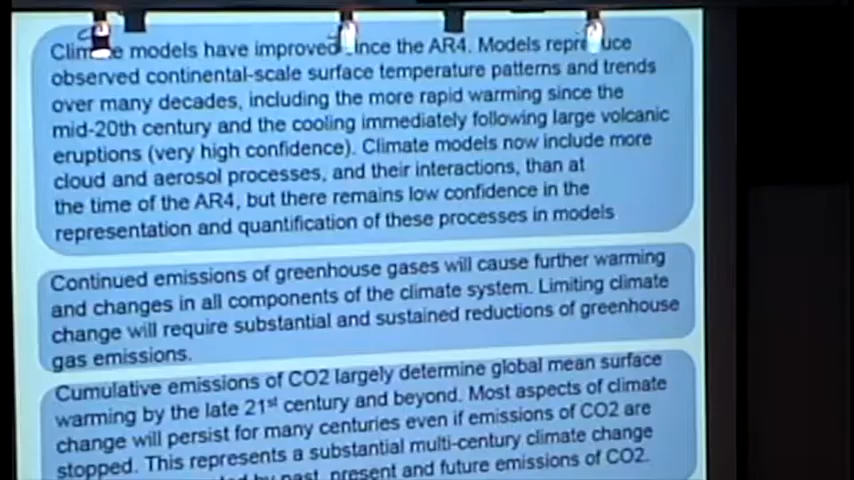 Climate models have improved since the AR4. Models reproduce
observed continental-scale surface temperature patterns and trends
over many decades, including the more rapid warming since the
mid-20th century and the cooling immediately following large volcanic
eruptions (very high confidence). Climate models now include more
cloud and aerosol processes, and their interactions, than at
the time of the AR4, but there remains low confidence in the
representation and quantification of these processes in models
Continued emissions of greenhouse gases will cause further warming
and changes in all components of the climate system. Limiting climate
change will require substantial and sustained reductions of greenhouse
gas emissions.
Cumulative emissions of CO2 largely determine global mean surface
warming by the late 21st century and beyond. Most aspects of climate
change will persist for many centuries even if emissions of CO2 are
stopped. This represents a substantial multi-century climate change
by past, present and future emissions of CO2.